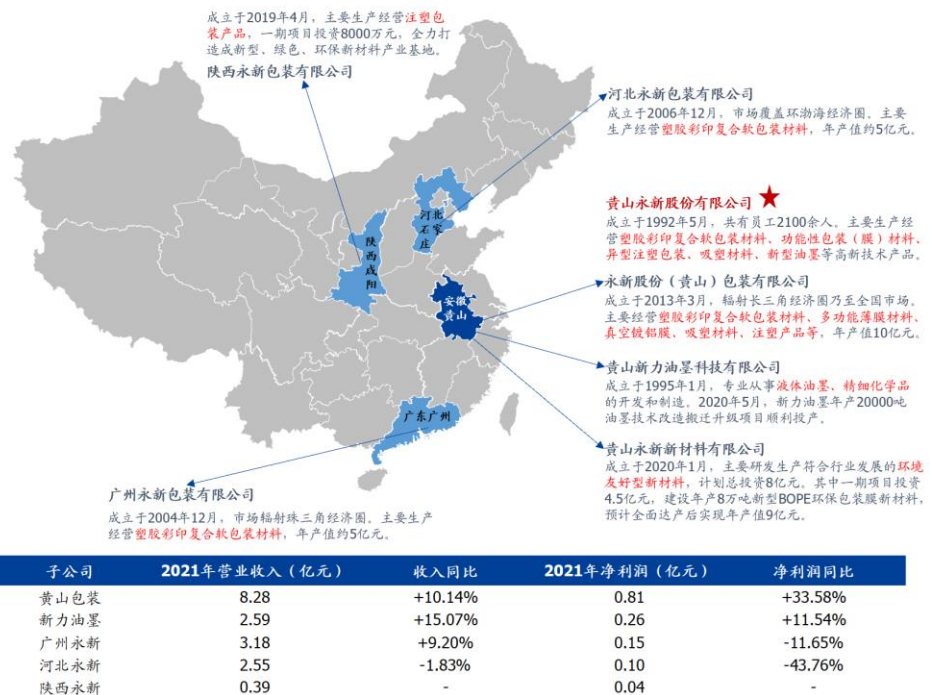 成立于2019年4月，主要生产经营注塑包
装产品，一期项目投资8000万元，全力打
造成新型、绿色、环保新材料产业基地。
陕西永新包装有限公司
河北永新包装有限公司
成立于2006年12月，市场覆盖环渤海经济圈。主要
生产经营塑胶彩印复合软包装材料，年产值约5亿元。
黄山永新股份有限公司
成立于1992年5月，共有员工2100余人。主要生产经
营塑胶彩印复合软包装材料、功能性包装（膜）材料、
异型注塑包装、吸塑材料、新型油墨等高新技术产品。
永新股份（黄山）包装有限公司
成立于2013年3月，辐射长三角经济圈乃至全国市场。
主要经营塑胶彩印复合软包装材料、多功能薄膜材料、
真空镀铝膜、吸塑材料、注塑产品等，年产值10亿元。
黄山新力油墨科技有限公司
成立于1995年1月，专业从事液体油墨、精细化学品
的开发和制造。2020年5月，新力油墨年产20000吨
油墨技术改造搬迁升级项目顺利投产。
黄山永新新材料有限公司
成立于2020年1月，主要研发生产符合行业发展的环境
友好型新材料，计划总投资8亿元。其中一期项目投资
4.5亿元，建设年产8万吨新型BOPE环保包装膜新材料，
预计全面达产后实现年产值9亿元。
河北
石家
庄
陕西咸阳
安徽
黄山
广东广州
广州永新包装有限公司
成立于2004年12月，市场辐射珠三角经济圈。主要生产
经营塑胶彩印复合软包装材料，年产值约5亿元。
子公司 2021年营业收入（亿元） 收入同比 2021年净利润（亿元） 净利润同比
黄山包装 8.28 +10.14% 0.81 +33.58%
新力油墨 2.59 +15.07% 0.26 +11.54%
广州永新 3.18 +9.20% 0.15 -11.65%
河北永新 2.55 -1.83% 0.10 -43.76%
陕西永新 0.39 - 0.04 -